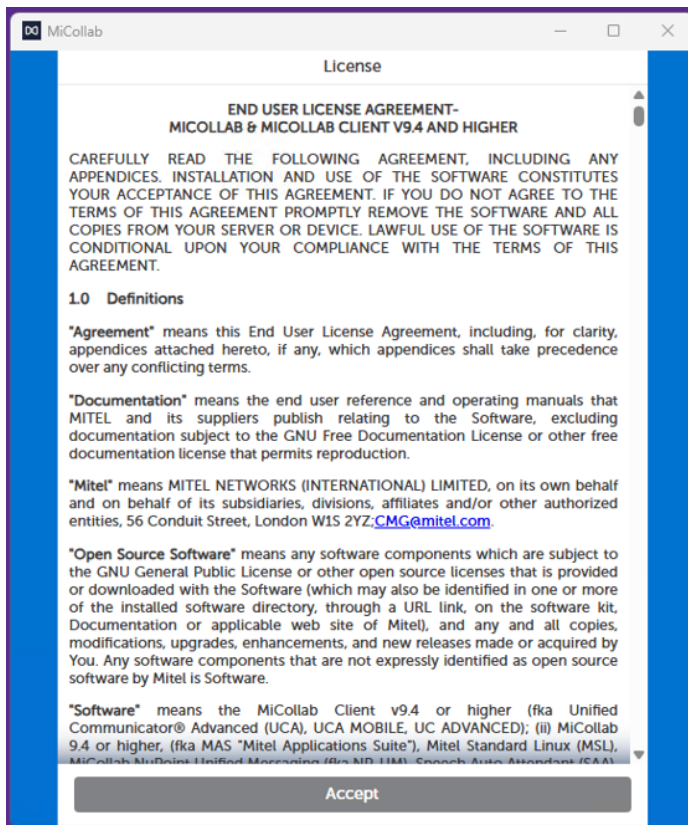 MiCollab
License
END USER LICENSE AGREEMENT-
MICOLLAB & MICOLLAB CLIENT V9.4 AND HIGHER
CAREFULLY READ THE FOLLOWING AGREEMENT, INCLUDING ANY
APPENDICES. INSTALLATION AND USE OF THE SOFTWARE CONSTITUTES
YOUR ACCEPTANCE OF THIS AGREEMENT. IF YOU DO NOT AGREE TO THE
TERMS OF THIS AGREEMENT PROMPTLY REMOVE THE SOFTWARE AND ALL
COPIES FROM YOUR SERVER OR DEVICE. LAWFUL USE OF THE SOFTWARE IS
CONDITIONAL UPON YOUR COMPLIANCE WITH THE TERMS OF THIS
AGREEMENT.
1.0 Definitions
"Agreement" means this End User License Agreement, including, for clarity,
appendices attached hereto, if any, which appendices shall take precedence
over any conflicting terms.
"Documentation" means the end user reference and operating manuals that
MITEL and its suppliers publish relating to the Software, excluding
documentation subject to the GNU Free Documentation License or other free
documentation license that permits reproduction.
"Mitel" means MITEL NETWORKS (INTERNATIONAL) LIMITED, on its own behalf
and on behalf of its subsidiaries, divisions, affiliates and/or other authorized
entities, 56 Conduit Street, London W1S 2YZ;CMG@mitel.com.
"Open Source Software" means any software components which are subject to
the GNU General Public License or other open source licenses that is provided
or downloaded with the Software (which may also be identified in one or more
of the installed software directory, through a URL link, on the software kit,
Documentation or applicable web site of Mitel), and any and all copies,
modifications, upgrades, enhancements, and new releases made or acquired by
You. Any software components that are not expressly identified as open source
software by Mitel is Software.
"Software" means the MiCollab Client v9.4 or higher (fka Unified
Communicator® Advanced (UCA), UCA MOBILE, UC ADVANCED); (ii) MiCollab
9.4 or higher, (fka MAS "Mitel Applications Suite"), Mitel Standard Linux (MSL),
MiCollab NuPoint Unified Messaging (fka NP-UM), Speech Auto Attendant (SAA),
Accept